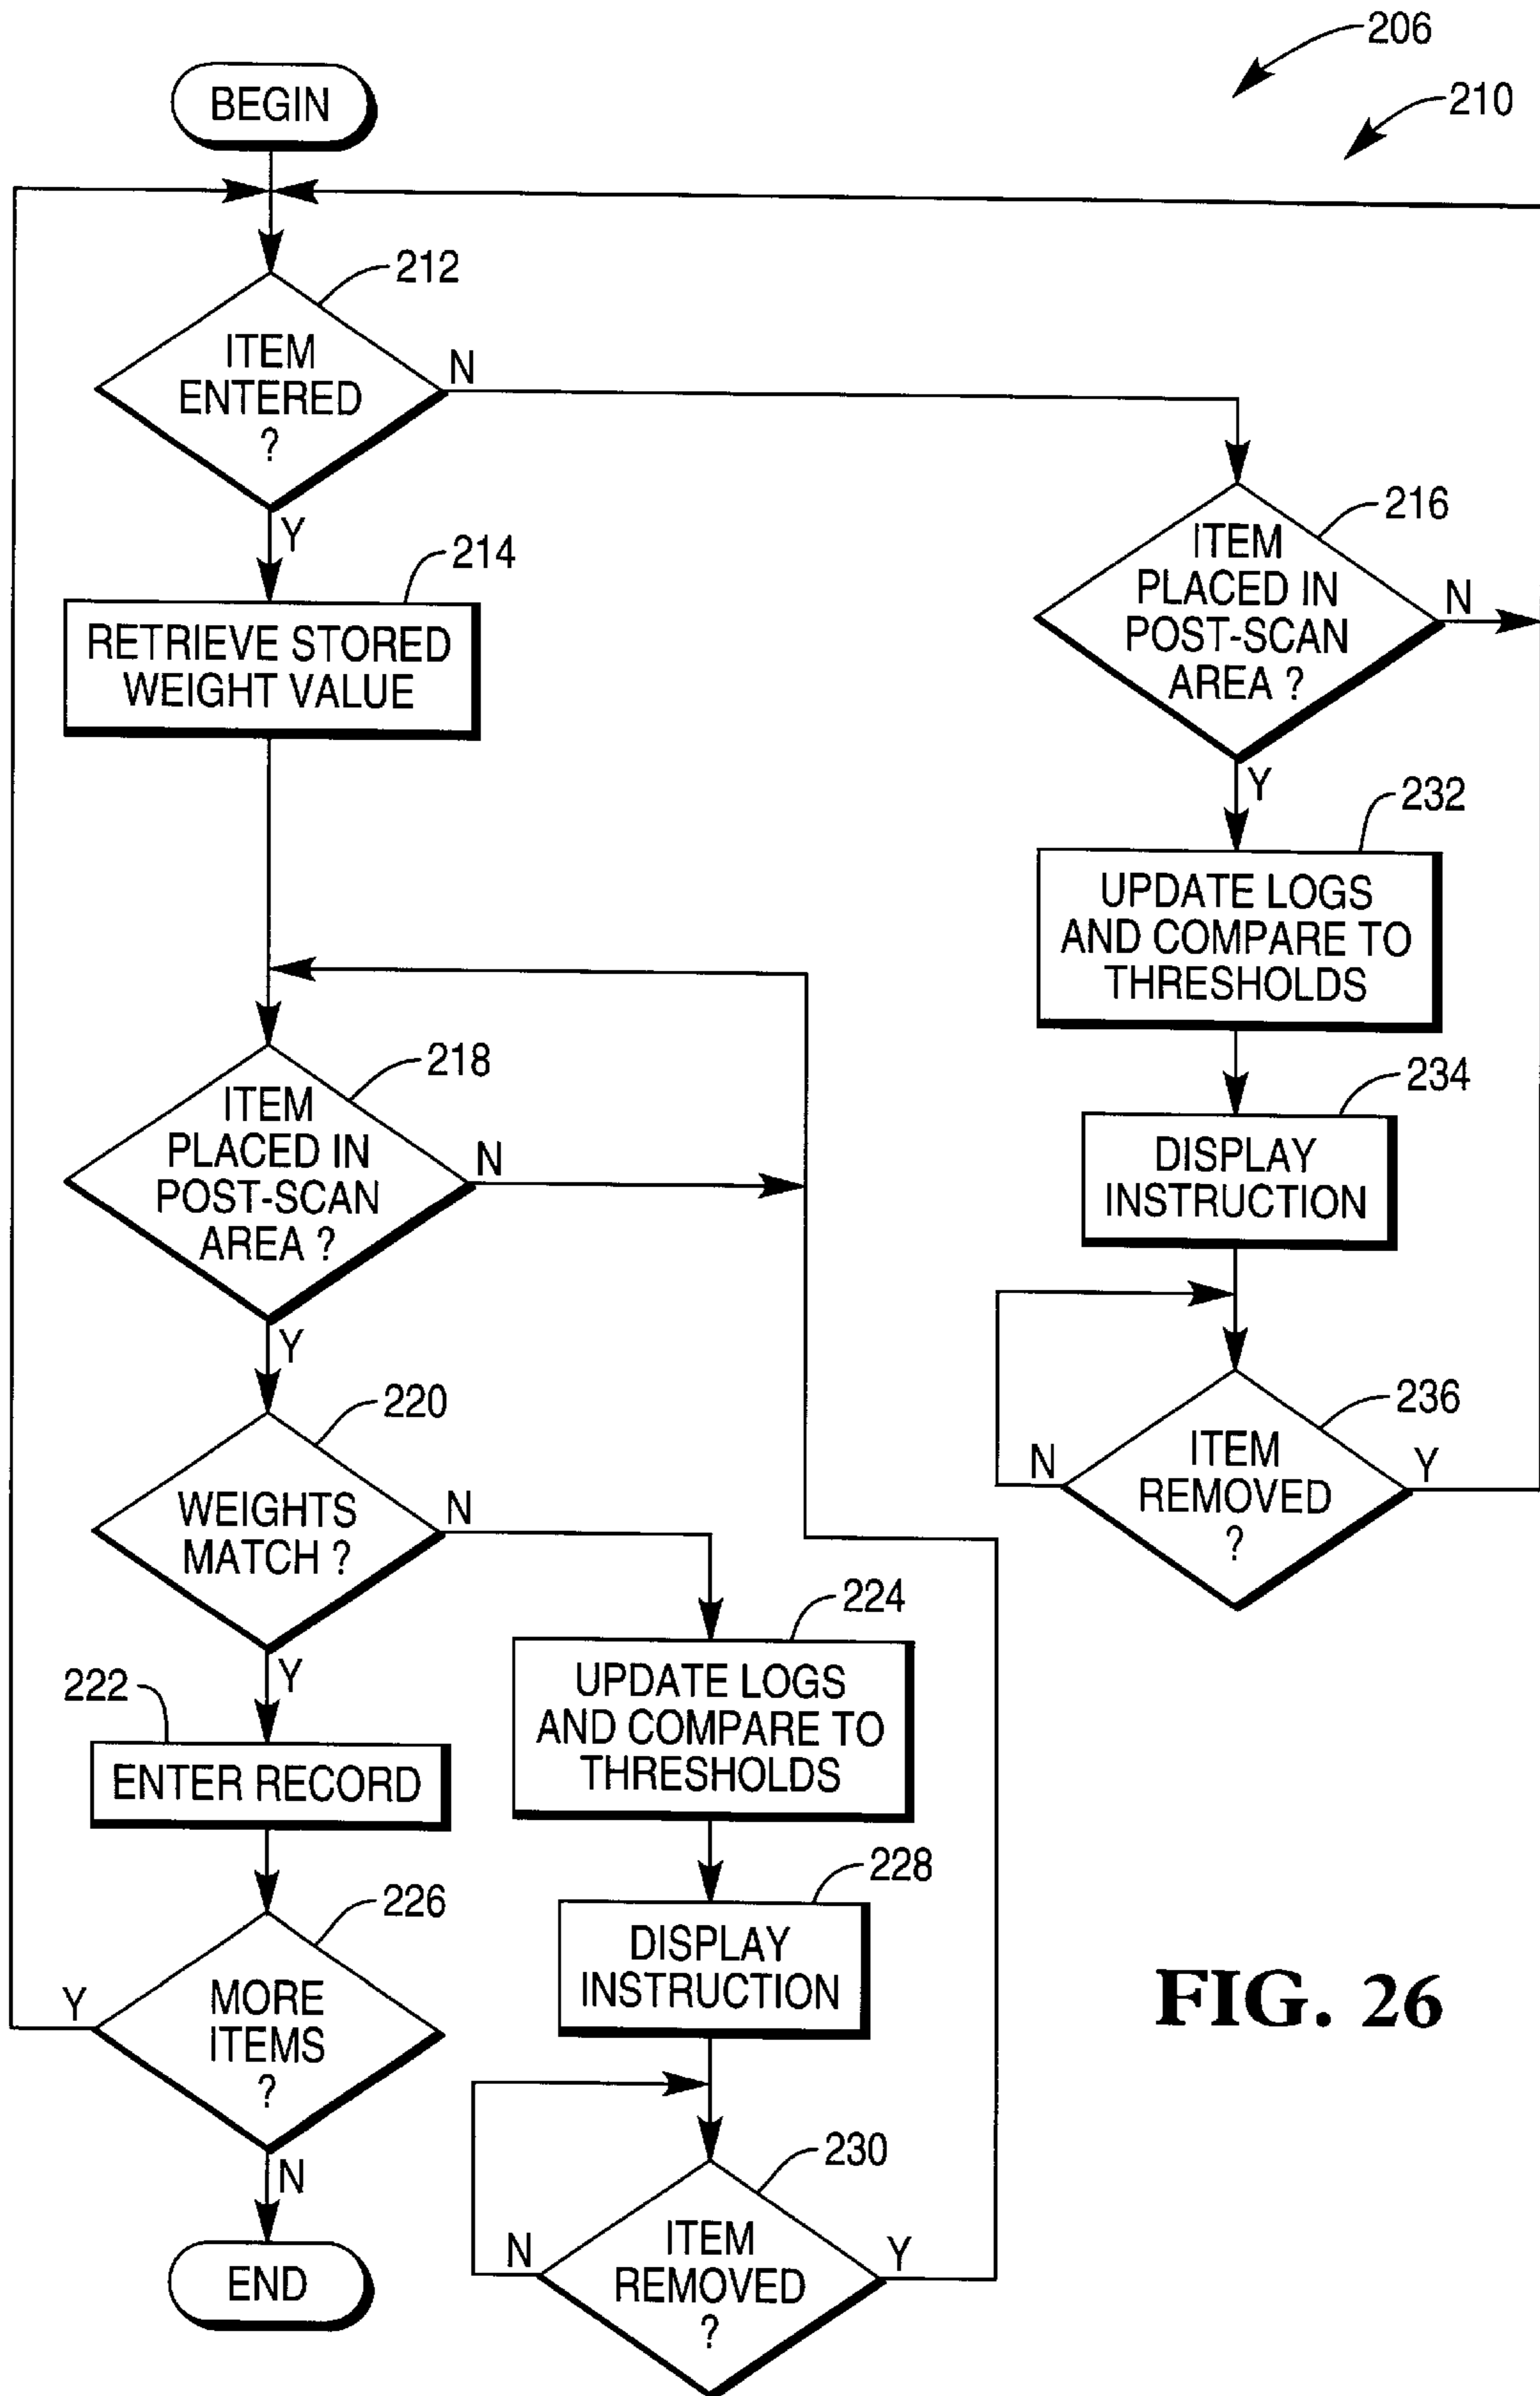 206
210
BEGIN
212
ITEM
ENTERED
?
N
Y
214
RETRIEVE STORED
WEIGHT VALUE
216
ITEM
PLACED IN
POST-SCAN
AREA ?
N
Y
232
UPDATE LOGS
AND COMPARE TO
THRESHOLDS
234
DISPLAY
INSTRUCTION
236
ITEM
REMOVED
?
N
Y
218
ITEM
PLACED IN
POST-SCAN
AREA ?
N
Y
220
WEIGHTS
MATCH ?
N
Y
222
ENTER RECORD
224
UPDATE LOGS
AND COMPARE TO
THRESHOLDS
226
MORE
ITEMS
?
Y
N
END
228
DISPLAY
INSTRUCTION
230
ITEM
REMOVED
?
N
Y
FIG. 26